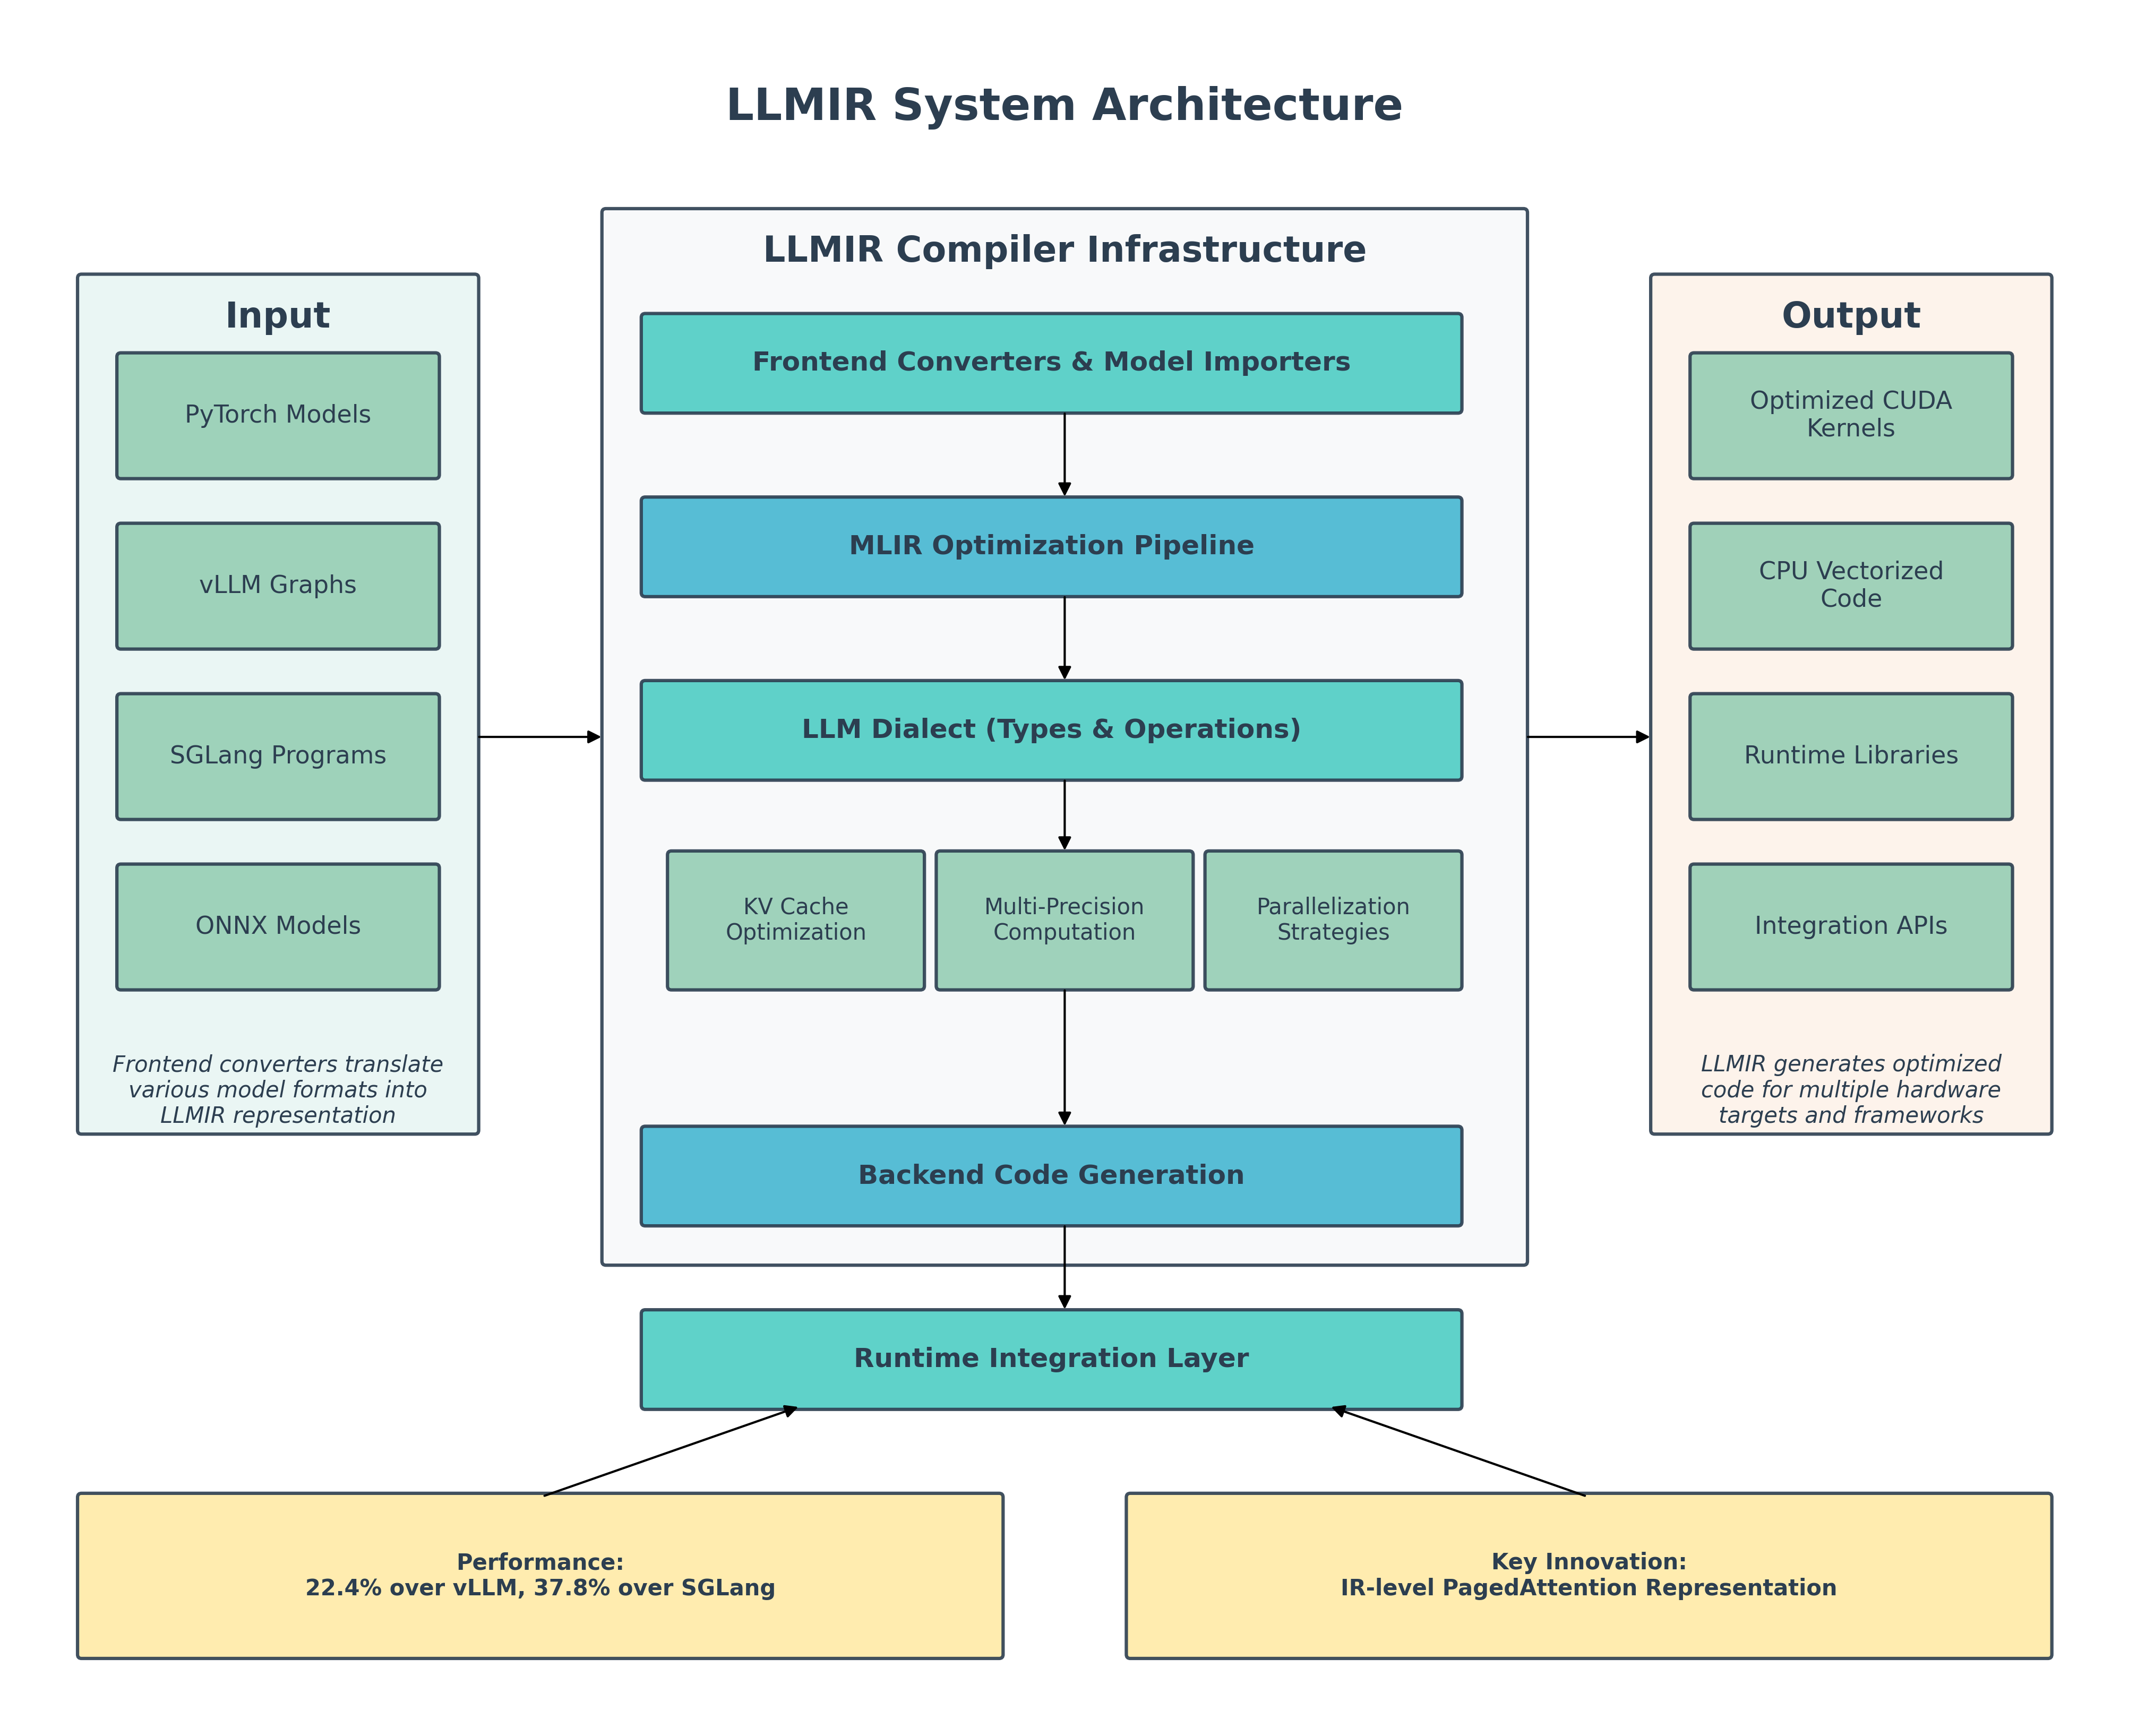 LLMIR System Architecture
Input
PyTorch Models
vLLM Graphs
SGLang Programs
ONNX Models
Frontend converters translate
various model formats into
LLMIR representation
LLMIR Compiler Infrastructure
Frontend Converters & Model Importers
MLIR Optimization Pipeline
LLM Dialect (Types & Operations)
KV Cache
Optimization
Multi-Precision
Computation
Parallelization
Strategies
Backend Code Generation
Runtime Integration Layer
Output
Optimized CUDA
Kernels
CPU Vectorized
Code
Runtime Libraries
Integration APIs
LLMIR generates optimized
code for multiple hardware
targets and frameworks
Performance:
22.4% over vLLM, 37.8% over SGLang
Key Innovation:
IR-level PagedAttention Representation